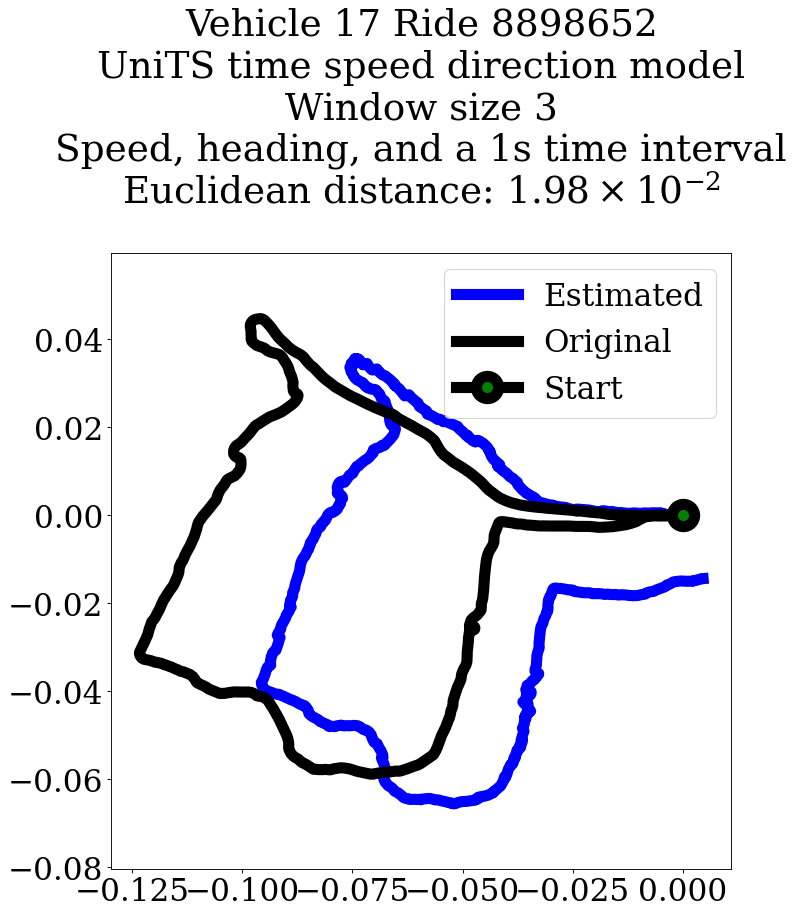 Vehicle 17 Ride 8898652
UniTS time speed direction model
Window size 3
Speed, heading, and a 1s time interval
Euclidean distance: 1.98 × 10⁻²
Estimated
Original
Start
0.04
0.02
0.00
−0.02
−0.04
−0.06
−0.08
−0.125 −0.100 −0.075 −0.050 −0.025 0.000